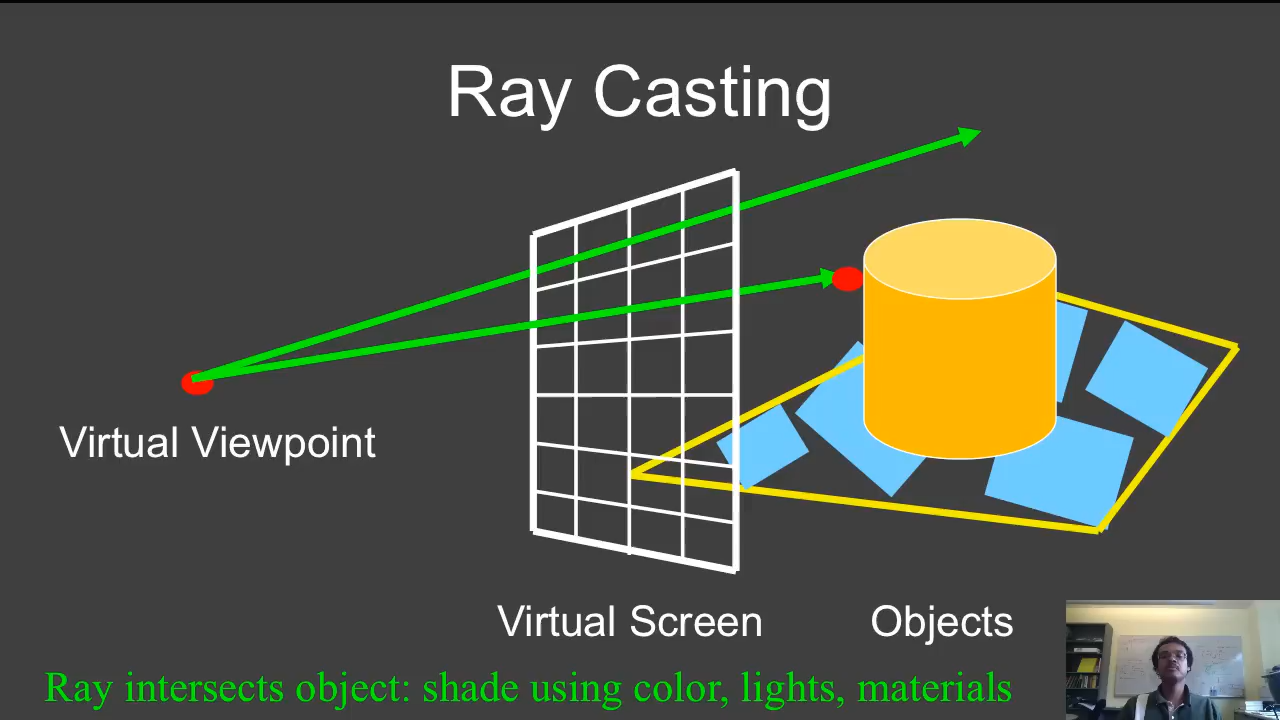 Ray Casting
Virtual Viewpoint
Virtual Screen
Objects
Ray intersects object: shade using color, lights, materials